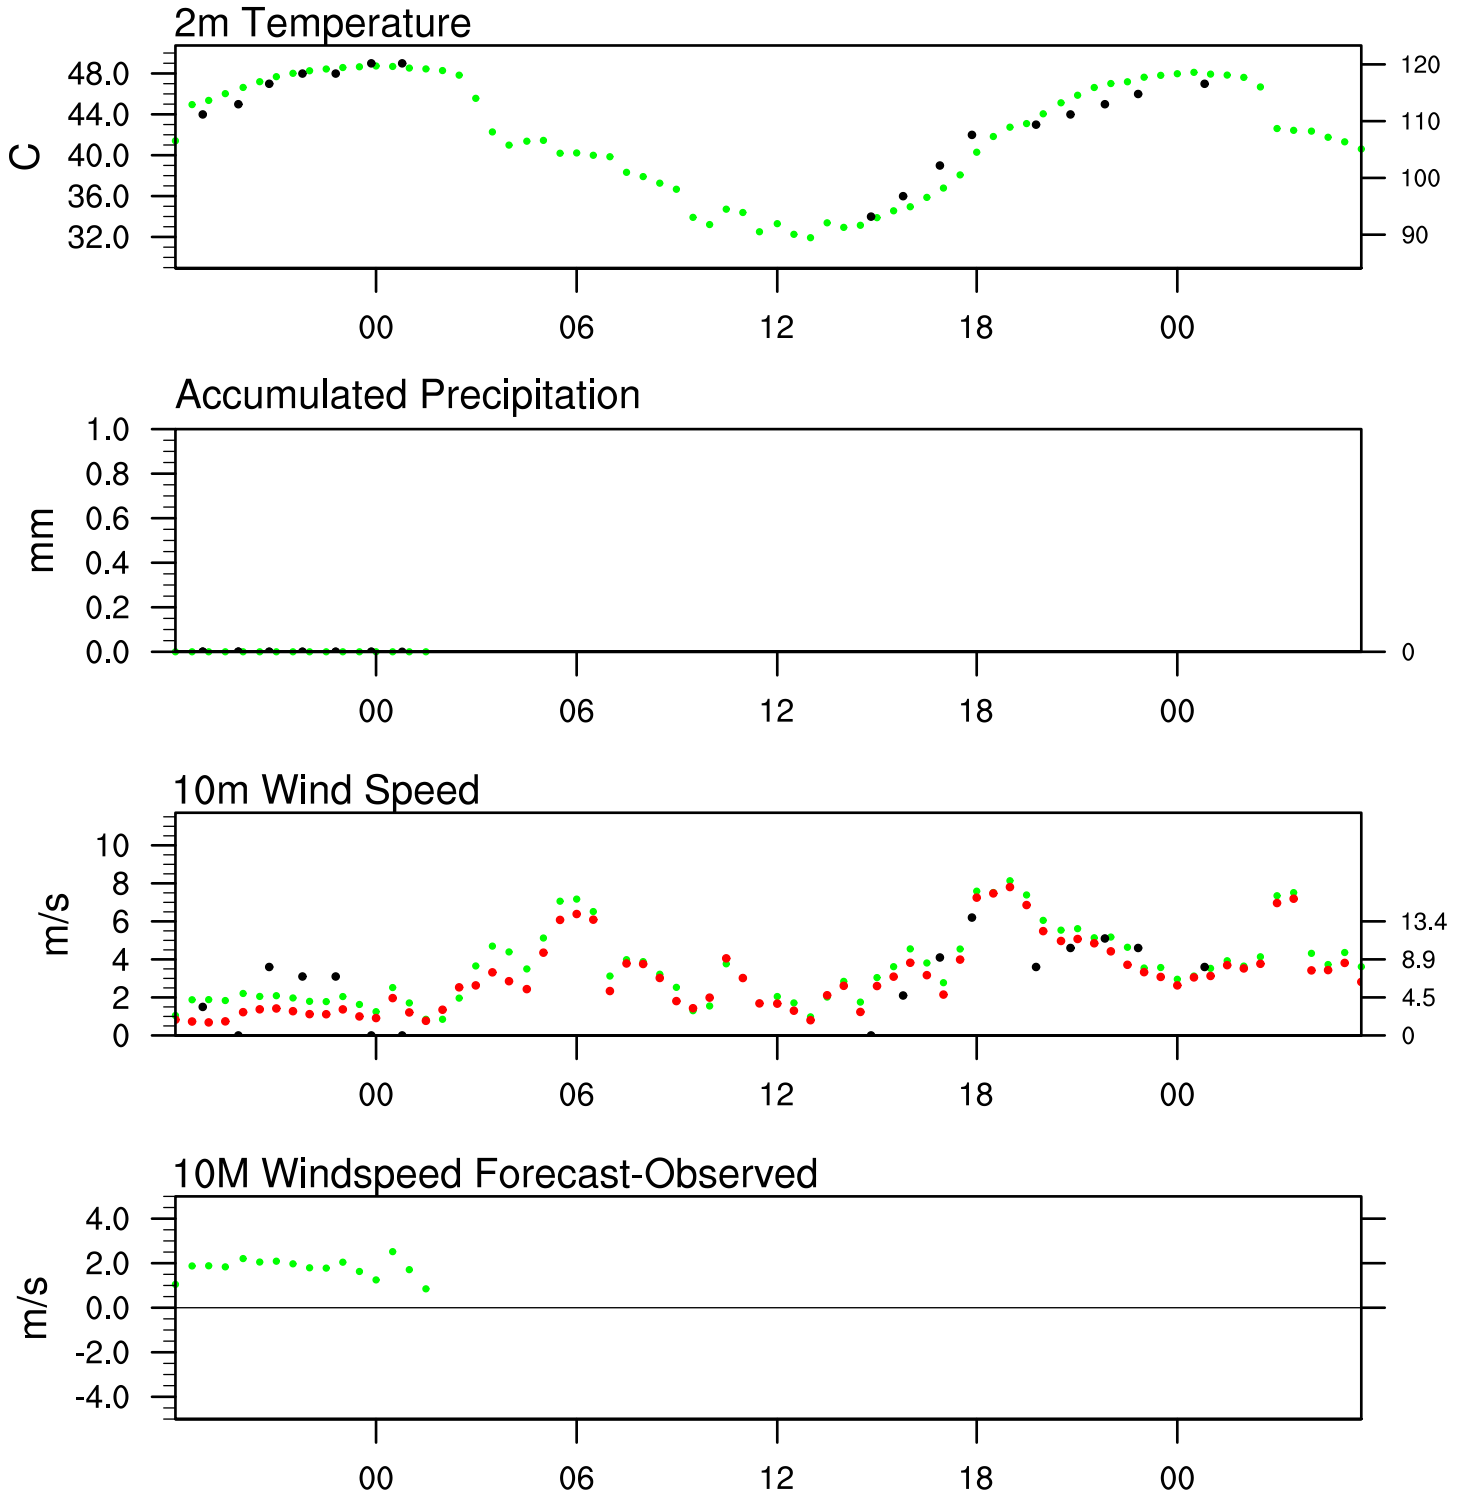 2m Temperature
48.0
44.0
40.0
36.0
32.0
C
120
110
100
90
00 06 12 18 00
Accumulated Precipitation
1.0
0.8
0.6
0.4
0.2
0.0
mm
0
00 06 12 18 00
10m Wind Speed
10
8
6
4
2
0
m/s
13.4
8.9
4.5
0
00 06 12 18 00
10M Windspeed Forecast-Observed
4.0
2.0
0.0
-2.0
-4.0
m/s
00 06 12 18 00